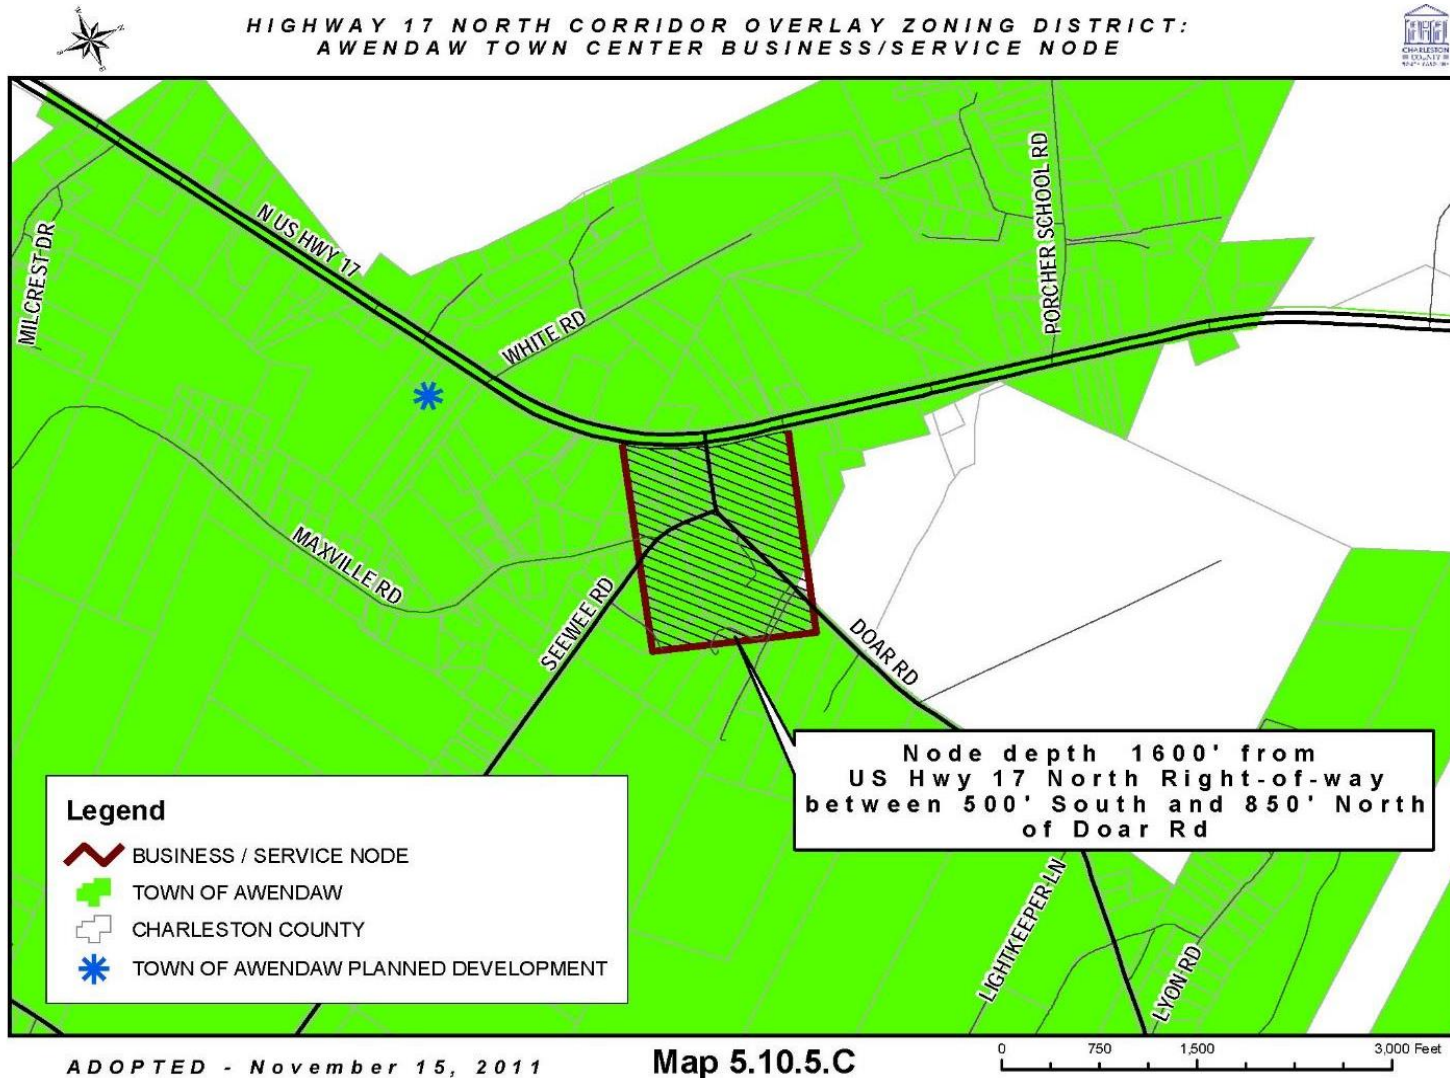 HIGHWAY 17 NORTH CORRIDOR OVERLAY ZONING DISTRICT:
AWENDAW TOWN CENTER BUSINESS/SERVICE NODE
CHARLESTON
COUNTY
N US HWY 17
MILCREST DR
WHITE RD
PORCHER SCHOOL RD
MAXVILLE RD
SEEWEE RD
DOAR RD
Node depth 1600' from
US Hwy 17 North Right-of-way
between 500' South and 850' North
of Doar Rd
LIGHTKEEPER LN
LYON RD
Legend
BUSINESS / SERVICE NODE
TOWN OF AWENDAW
CHARLESTON COUNTY
TOWN OF AWENDAW PLANNED DEVELOPMENT
ADOPTED - November 15, 2011
Map 5.10.5.C
0 750 1,500 3,000 Feet